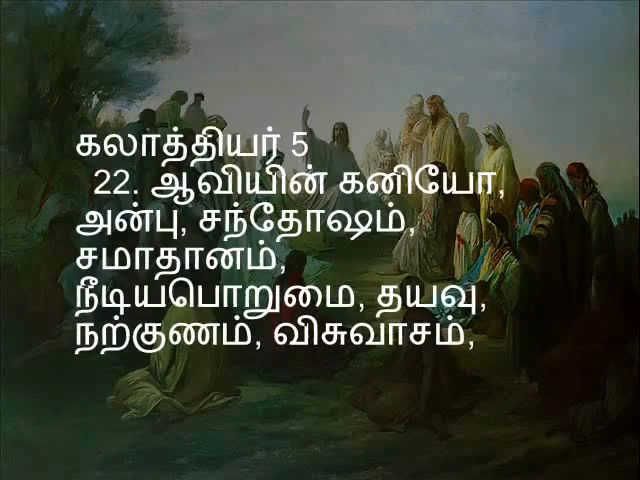 கலாத்தியர் 5
22. ஆவியின் கனியோ,
அன்பு, சந்தோஷம்,
சமாதானம்,
நீடியபொறுமை, தயவு,
நற்குணம், விசுவாசம்,